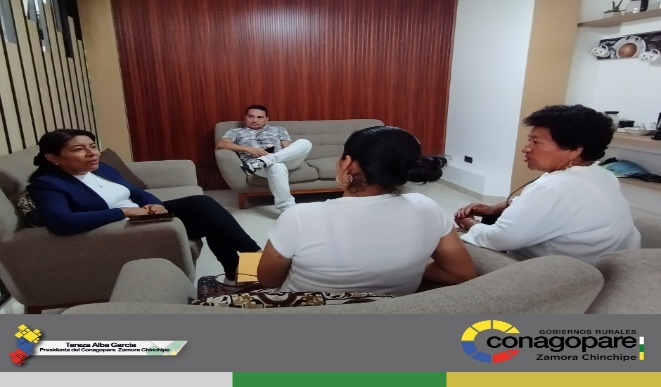 Tereza Alba García
Presidenta del Conagopare Zamora Chinchipe
GOBIERNOS RURALES
conagopare
Zamora Chinchipe